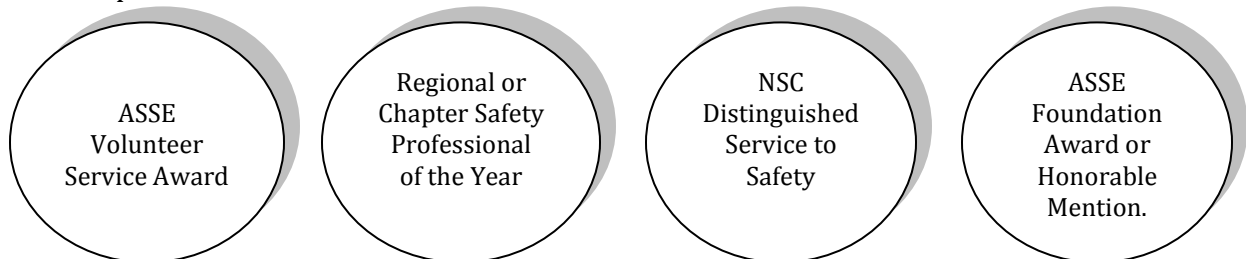 ASSE
Volunteer
Service Award
Regional or
Chapter Safety
Professional
of the Year
NSC
Distinguished
Service to
Safety
ASSE
Foundation
Award or
Honorable
Mention.